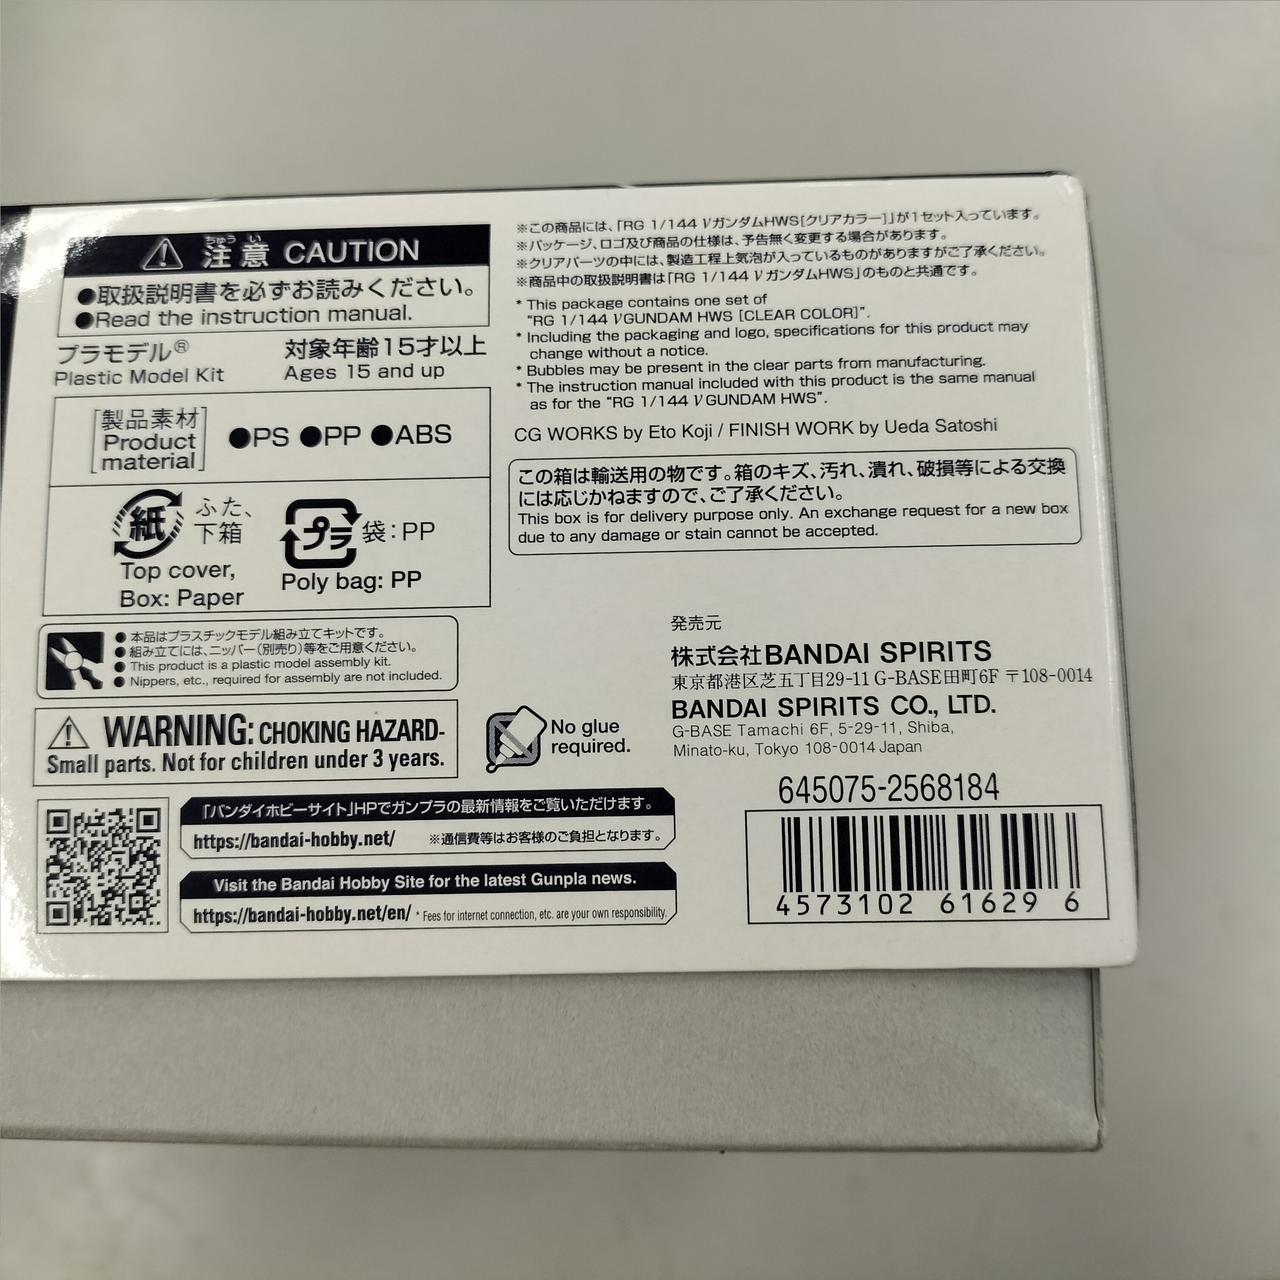 ちゅう い
注意 CAUTION
●取扱説明書を必ずお読みください。
●Read the instruction manual.
プラモデル®
Plastic Model Kit
対象年齢15才以上
Ages 15 and up
[製品素材
Product
material]
●PS ●PP ●ABS
紙
ふた、
下箱
Top cover,
Box: Paper
プラ
袋:PP
Poly bag: PP
●本品はプラスチックモデル組み立てキットです。
●組み立てには、ニッパー(別売り)等をご用意ください。
●This product is a plastic model assembly kit.
●Nippers, etc., required for assembly are not included.
WARNING: CHOKING HAZARD-
Small parts. Not for children under 3 years.
No glue
required.
「バンダイホビーサイト」HPでガンプラの最新情報をご覧いただけます。
https://bandai-hobby.net/ ※通信費等はお客様のご負担となります。
Visit the Bandai Hobby Site for the latest Gunpla news.
https://bandai-hobby.net/en/ * Fees for internet connection, etc. are your own responsibility.
※この商品には、「RG 1/144 νガンダムHWS[クリアカラー]」が1セット入っています。
※パッケージ、ロゴ及び商品の仕様は、予告無く変更する場合があります。
※クリアパーツの中には、製造工程上気泡が入っているものがありますがご了承ください。
※商品中の取扱説明書は「RG 1/144 νガンダムHWS」のものと共通です。
* This package contains one set of
"RG 1/144 νGUNDAM HWS [CLEAR COLOR]".
* Including the packaging and logo, specifications for this product may
change without a notice.
* Bubbles may be present in the clear parts from manufacturing.
* The instruction manual included with this product is the same manual
as for the "RG 1/144 νGUNDAM HWS".
CG WORKS by Eto Koji / FINISH WORK by Ueda Satoshi
この箱は輸送用の物です。箱のキズ、汚れ、潰れ、破損等による交換
には応じかねますので、ご了承ください。
This box is for delivery purpose only. An exchange request for a new box
due to any damage or stain cannot be accepted.
発売元
株式会社BANDAI SPIRITS
東京都港区芝五丁目29-11 G-BASE田町6F 〒108-0014
BANDAI SPIRITS CO., LTD.
G-BASE Tamachi 6F, 5-29-11, Shiba,
Minato-ku, Tokyo 108-0014 Japan
645075-2568184
4573102 61629 6